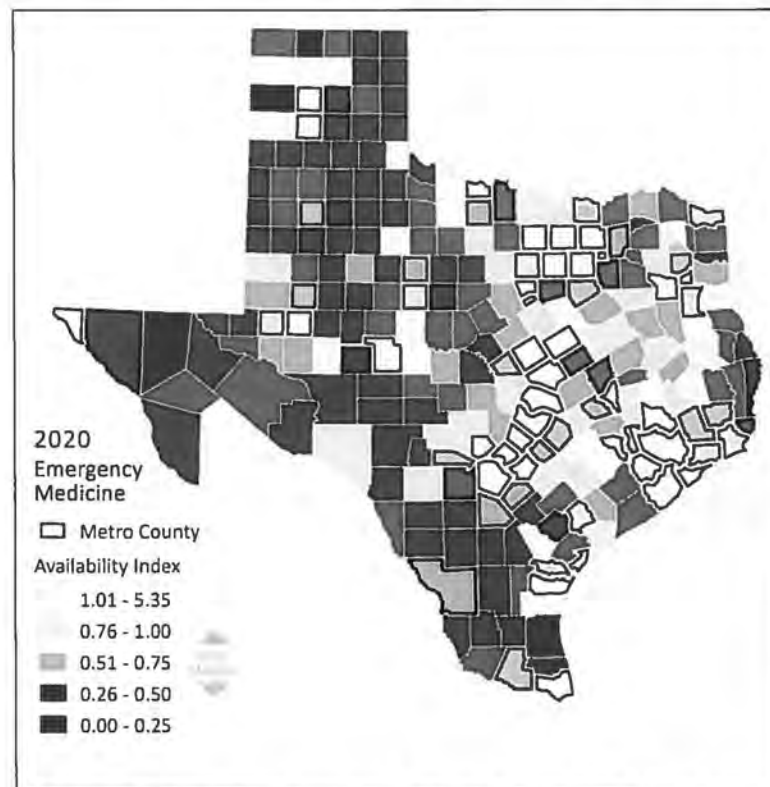 2020
Emergency
Medicine
Metro County
Availability Index
1.01 - 5.35
0.76 - 1.00
0.51 - 0.75
0.26 - 0.50
0.00 - 0.25